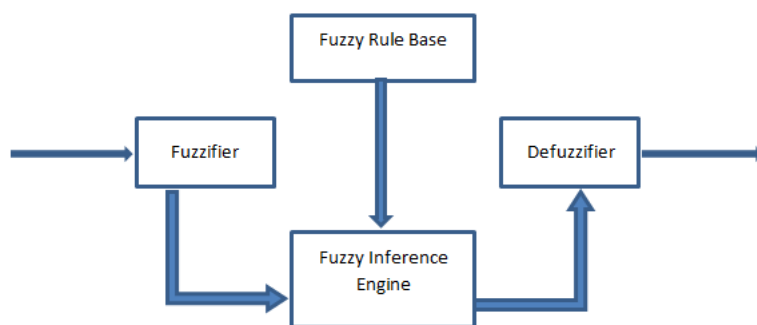 Fuzzy Rule Base
Fuzzifier
Defuzzifier
Fuzzy Inference
Engine